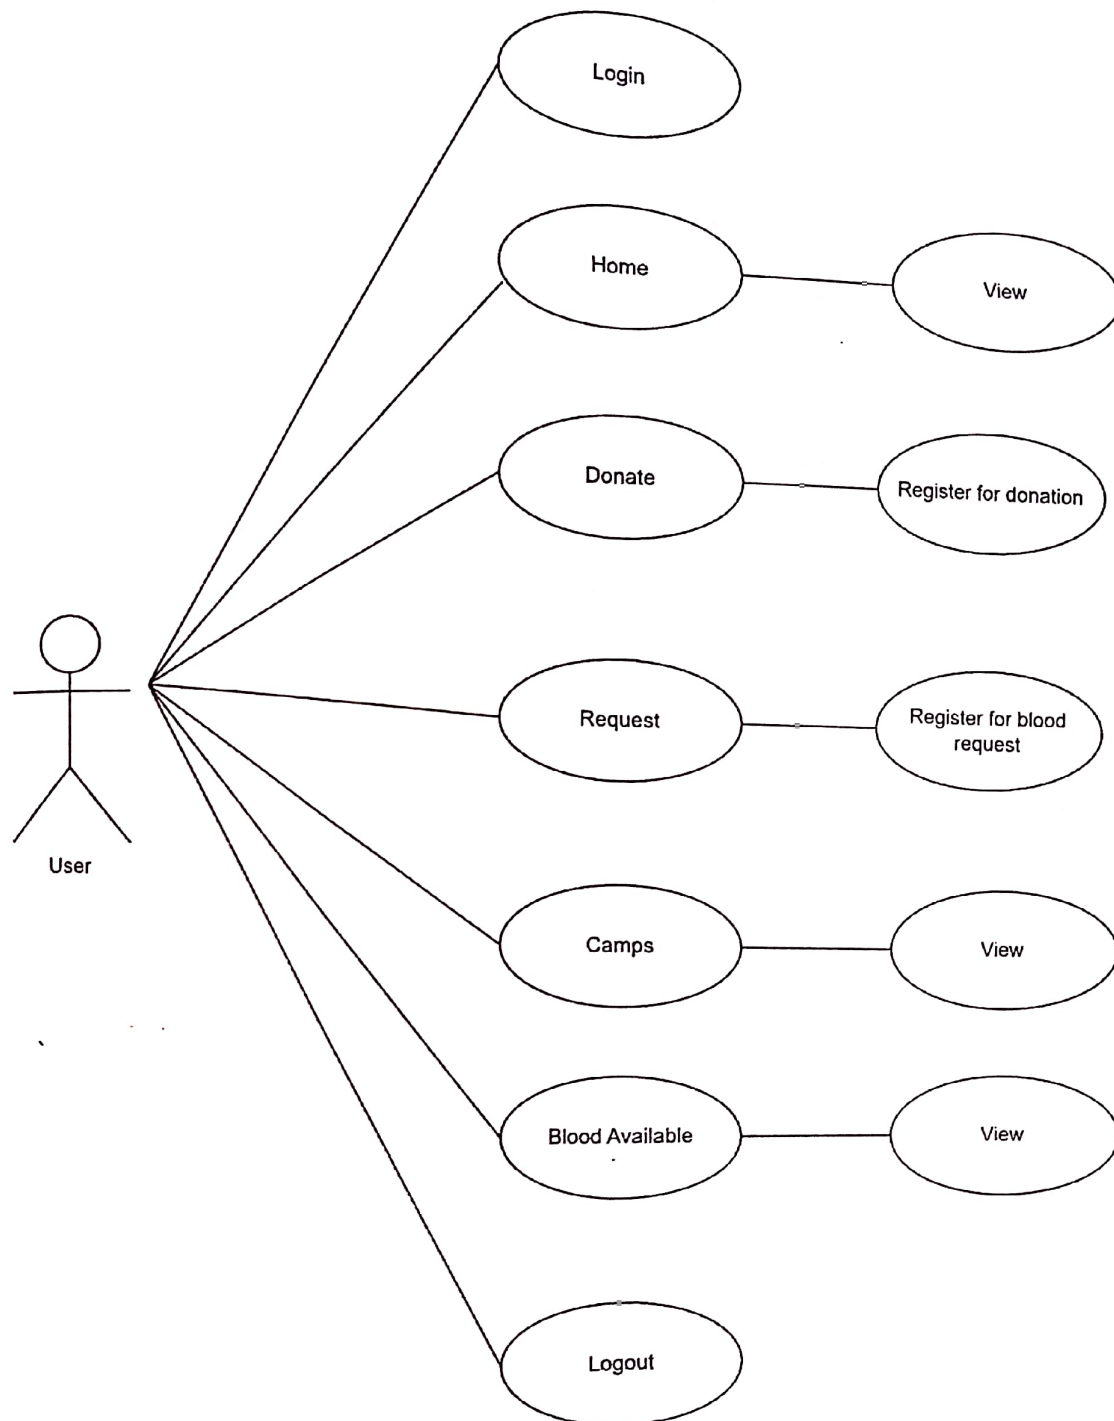 Login
Home
View
Donate
Register for donation
Request
Register for blood
request
User
Camps
View
Blood Available
View
Logout